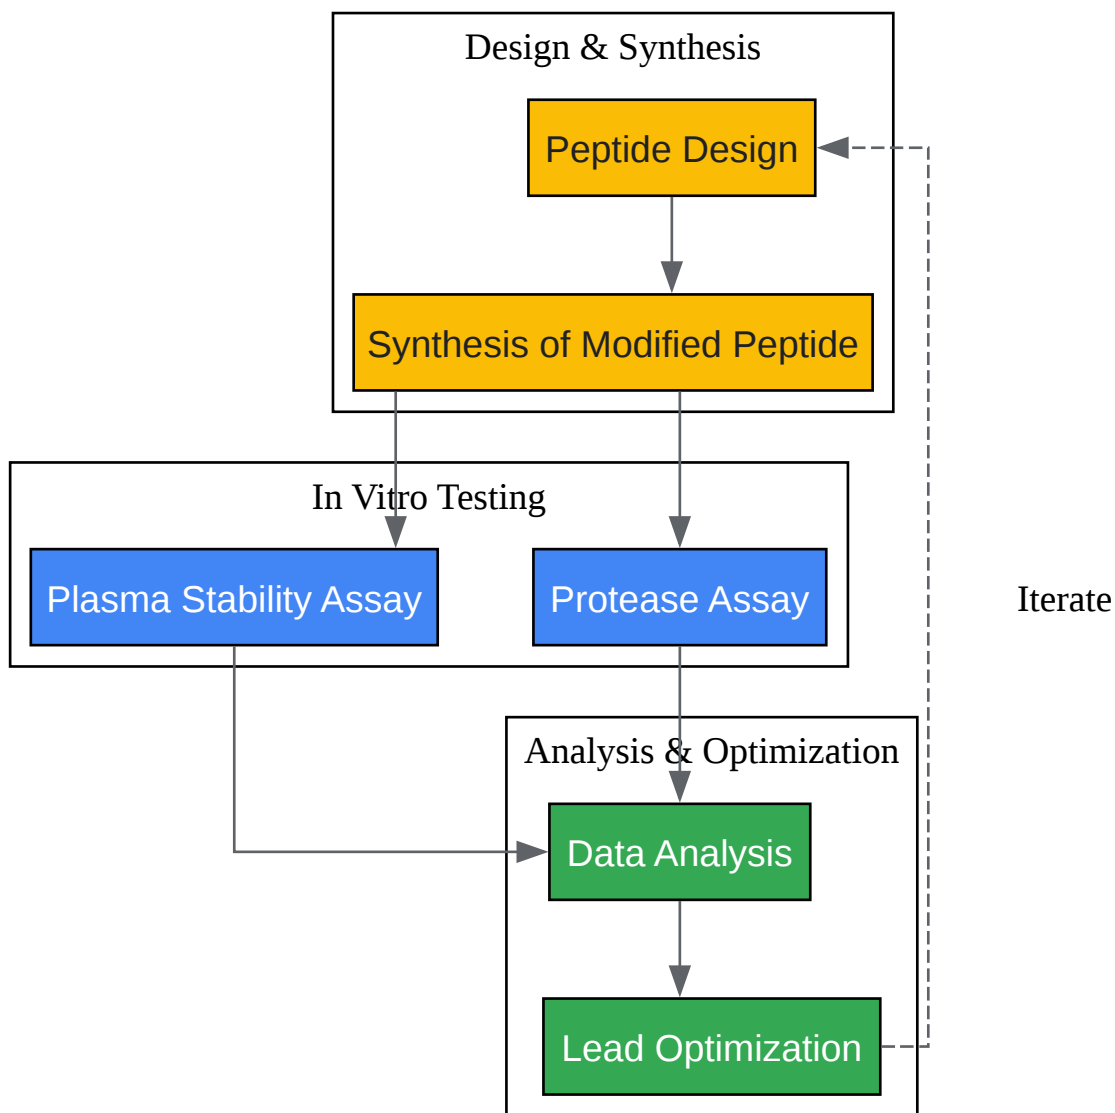 Design & Synthesis
Peptide Design
Synthesis of Modified Peptide
In Vitro Testing
Plasma Stability Assay
Protease Assay
Iterate
Analysis & Optimization
Data Analysis
Lead Optimization